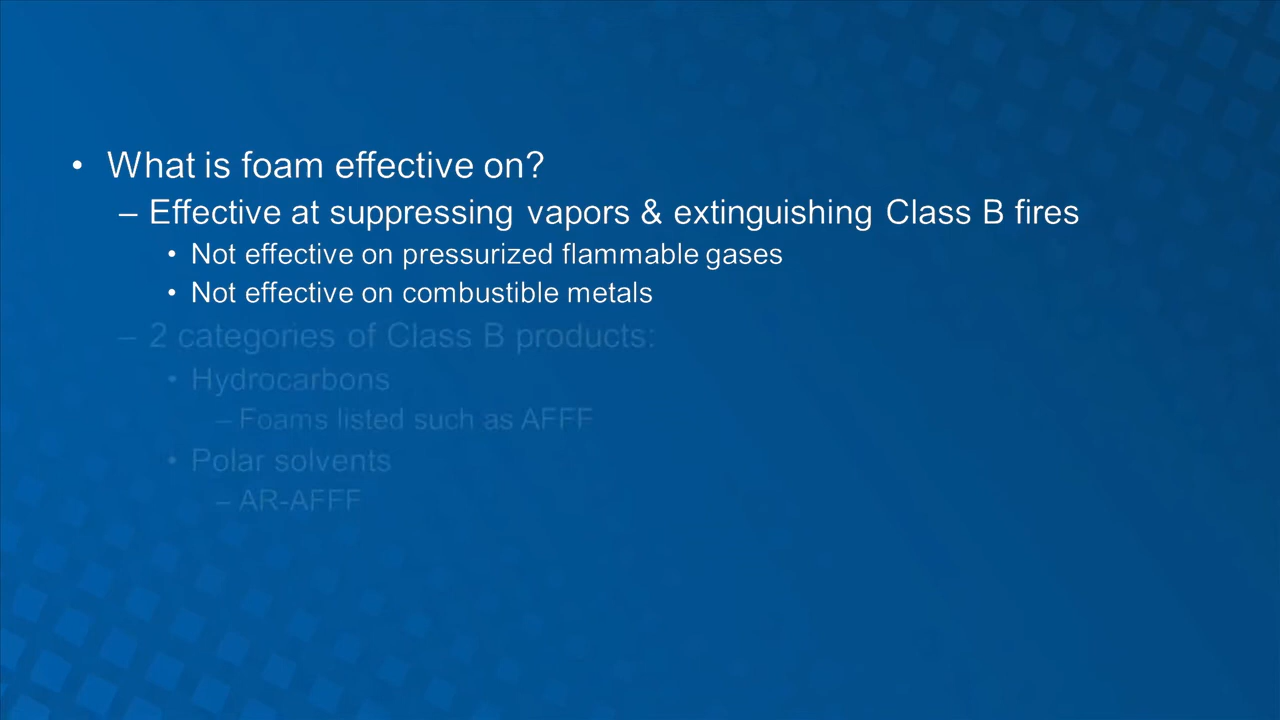 • What is foam effective on?
– Effective at suppressing vapors & extinguishing Class B fires
• Not effective on pressurized flammable gases
• Not effective on combustible metals
– 2 categories of Class B products:
• Hydrocarbons
– Foams listed such as AFFF
• Polar solvents
– AR-AFFF